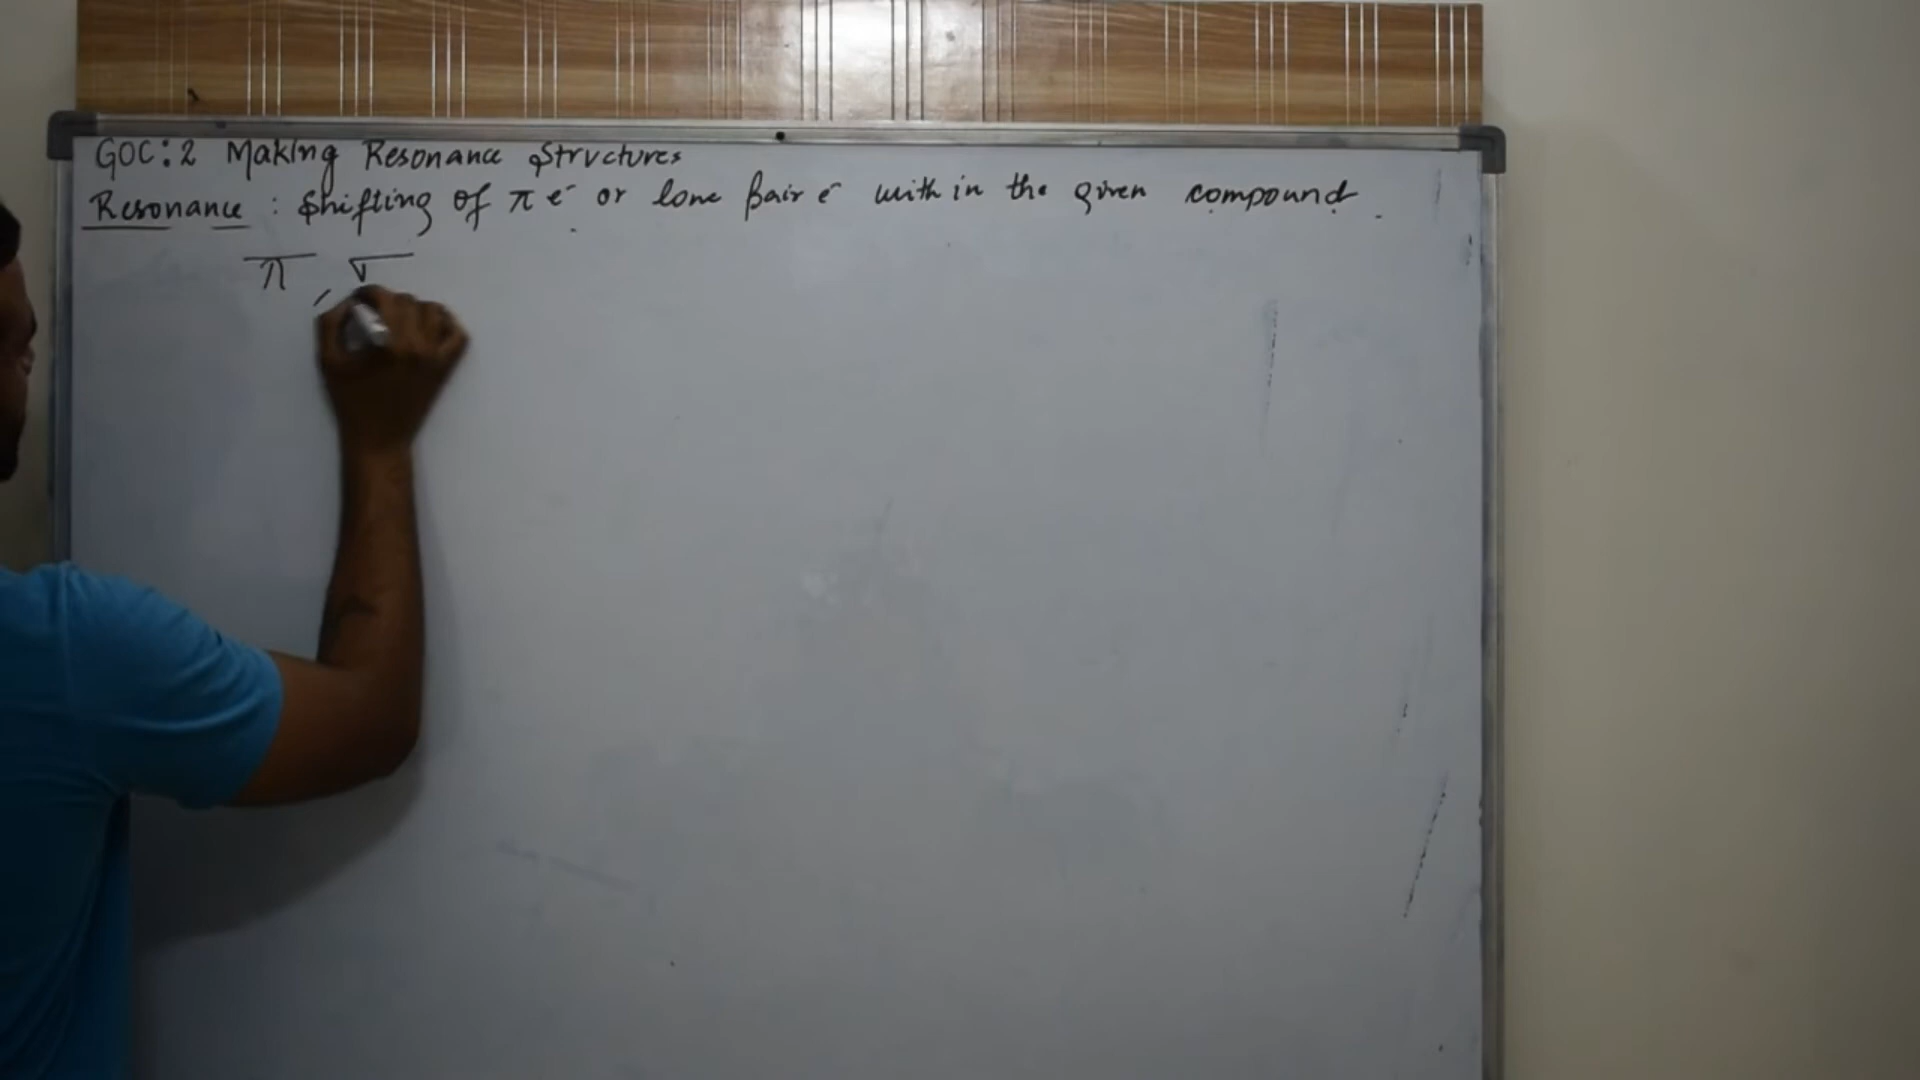 GOC: 2 Making Resonance Structures
Resonance : Shifting of π e⁻ or lone pair e⁻ with in the given compound.
π ,